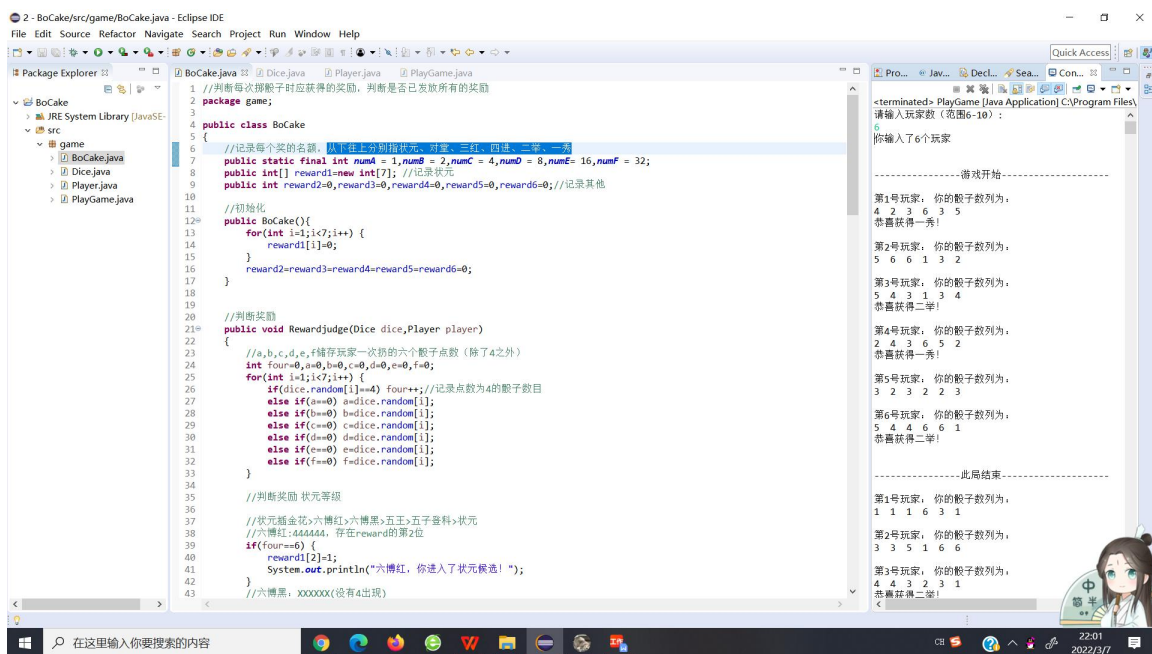 2 - BoCake/src/game/BoCake.java - Eclipse IDE
File Edit Source Refactor Navigate Search Project Run Window Help
Quick Access
Package Explorer
BoCake
JRE System Library [JavaSE-
src
game
BoCake.java
Dice.java
Player.java
PlayGame.java
BoCake.java Dice.java Player.java PlayGame.java
1 //判断每次掷骰子时应获得的奖励,判断是否已发放所有的奖励
2 package game;
3
4 public class BoCake
5 {
6 //记录每个奖的名额,从下在上分别指状元、对堂、三红、四进、二举、一秀
7 public static final int numA = 1,numB = 2,numC = 4,numD = 8,numE= 16,numF = 32;
8 public int[] reward1=new int[7]; //记录状元
9 public int reward2=0,reward3=0,reward4=0,reward5=0,reward6=0;//记录其他
10
11 //初始化
12 public BoCake(){
13 for(int i=1;i<7;i++) {
14 reward1[i]=0;
15 }
16 reward2=reward3=reward4=reward5=reward6=0;
17 }
18
19
20 //判断奖励
21 public void Rewardjudge(Dice dice,Player player)
22 {
23 //a,b,c,d,e,f储存玩家一次扔的六个骰子点数(除了4之外)
24 int four=0,a=0,b=0,c=0,d=0,e=0,f=0;
25 for(int i=1;i<7;i++) {
26 if(dice.random[i]==4) four++;//记录点数为4的骰子数目
27 else if(a==0) a=dice.random[i];
28 else if(b==0) b=dice.random[i];
29 else if(c==0) c=dice.random[i];
30 else if(d==0) d=dice.random[i];
31 else if(e==0) e=dice.random[i];
32 else if(f==0) f=dice.random[i];
33 }
34
35 //判断奖励 状元等级
36
37 //状元插金花>六博红>六博黑>五王>五子登科>状元
38 //六博红:444444,存在reward的第2位
39 if(four==6) {
40 reward1[2]=1;
41 System.out.println("六博红,你进入了状元候选!");
42 }
43 //六博黑:XXXXXX(没有4出现)
Pro... Jav... Decl... Sea... Con...
<terminated> PlayGame [Java Application] C:\Program Files\
请输入玩家数(范围6-10):
6
你输入了6个玩家
----------------游戏开始--------------------
第1号玩家: 你的骰子数列为:
4 2 3 6 3 5
恭喜获得一秀!
第2号玩家: 你的骰子数列为:
5 6 6 1 3 2
第3号玩家: 你的骰子数列为:
5 4 3 1 3 4
恭喜获得二举!
第4号玩家: 你的骰子数列为:
2 4 3 6 5 2
恭喜获得一秀!
第5号玩家: 你的骰子数列为:
3 2 3 2 2 3
第6号玩家: 你的骰子数列为:
5 4 4 6 6 1
恭喜获得二举!
----------------此局结束--------------------
第1号玩家: 你的骰子数列为:
1 1 1 6 3 1
第2号玩家: 你的骰子数列为:
3 3 5 1 6 6
第3号玩家: 你的骰子数列为:
4 4 3 2 3 1
恭喜获得二举!
中
简 半
在这里输入你要搜索的内容
CH
22:01
2022/3/7